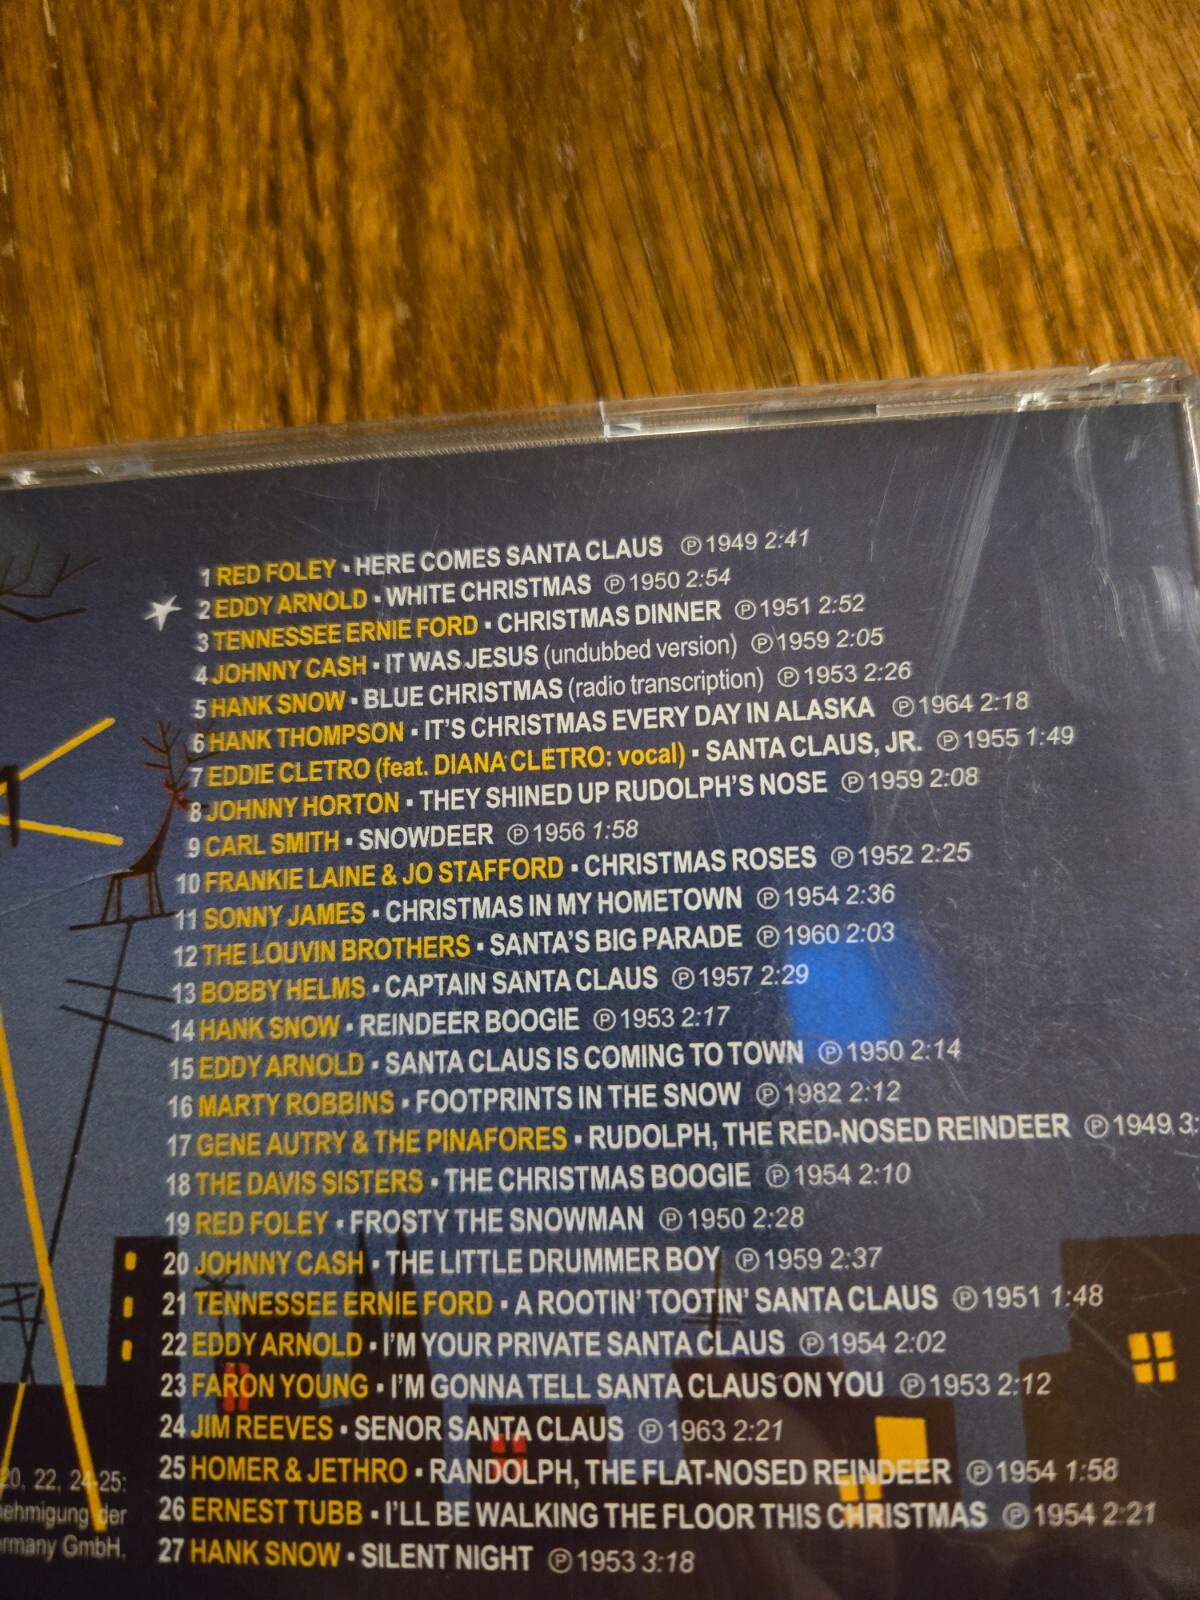 1 RED FOLEY ▪ HERE COMES SANTA CLAUS ℗ 1949 2:41
2 EDDY ARNOLD ▪ WHITE CHRISTMAS ℗ 1950 2:54
3 TENNESSEE ERNIE FORD ▪ CHRISTMAS DINNER ℗ 1951 2:52
4 JOHNNY CASH ▪ IT WAS JESUS (undubbed version) ℗ 1959 2:05
5 HANK SNOW ▪ BLUE CHRISTMAS (radio transcription) ℗ 1953 2:26
6 HANK THOMPSON ▪ IT'S CHRISTMAS EVERY DAY IN ALASKA ℗ 1964 2:18
7 EDDIE CLETRO (feat. DIANA CLETRO: vocal) ▪ SANTA CLAUS, JR. ℗ 1955 1:49
8 JOHNNY HORTON ▪ THEY SHINED UP RUDOLPH'S NOSE ℗ 1959 2:08
9 CARL SMITH ▪ SNOWDEER ℗ 1956 1:58
10 FRANKIE LAINE & JO STAFFORD ▪ CHRISTMAS ROSES ℗ 1952 2:25
11 SONNY JAMES ▪ CHRISTMAS IN MY HOMETOWN ℗ 1954 2:36
12 THE LOUVIN BROTHERS ▪ SANTA'S BIG PARADE ℗ 1960 2:03
13 BOBBY HELMS ▪ CAPTAIN SANTA CLAUS ℗ 1957 2:29
14 HANK SNOW ▪ REINDEER BOOGIE ℗ 1953 2:17
15 EDDY ARNOLD ▪ SANTA CLAUS IS COMING TO TOWN ℗ 1950 2:14
16 MARTY ROBBINS ▪ FOOTPRINTS IN THE SNOW ℗ 1982 2:12
17 GENE AUTRY & THE PINAFORES ▪ RUDOLPH, THE RED-NOSED REINDEER ℗ 1949 3:
18 THE DAVIS SISTERS ▪ THE CHRISTMAS BOOGIE ℗ 1954 2:10
19 RED FOLEY ▪ FROSTY THE SNOWMAN ℗ 1950 2:28
20 JOHNNY CASH ▪ THE LITTLE DRUMMER BOY ℗ 1959 2:37
21 TENNESSEE ERNIE FORD ▪ A ROOTIN' TOOTIN' SANTA CLAUS ℗ 1951 1:48
22 EDDY ARNOLD ▪ I'M YOUR PRIVATE SANTA CLAUS ℗ 1954 2:02
23 FARON YOUNG ▪ I'M GONNA TELL SANTA CLAUS ON YOU ℗ 1953 2:12
24 JIM REEVES ▪ SENOR SANTA CLAUS ℗ 1963 2:21
25 HOMER & JETHRO ▪ RANDOLPH, THE FLAT-NOSED REINDEER ℗ 1954 1:58
26 ERNEST TUBB ▪ I'LL BE WALKING THE FLOOR THIS CHRISTMAS ℗ 1954 2:21
27 HANK SNOW ▪ SILENT NIGHT ℗ 1953 3:18
20, 22, 24-25:
nehmigung der
rmany GmbH.